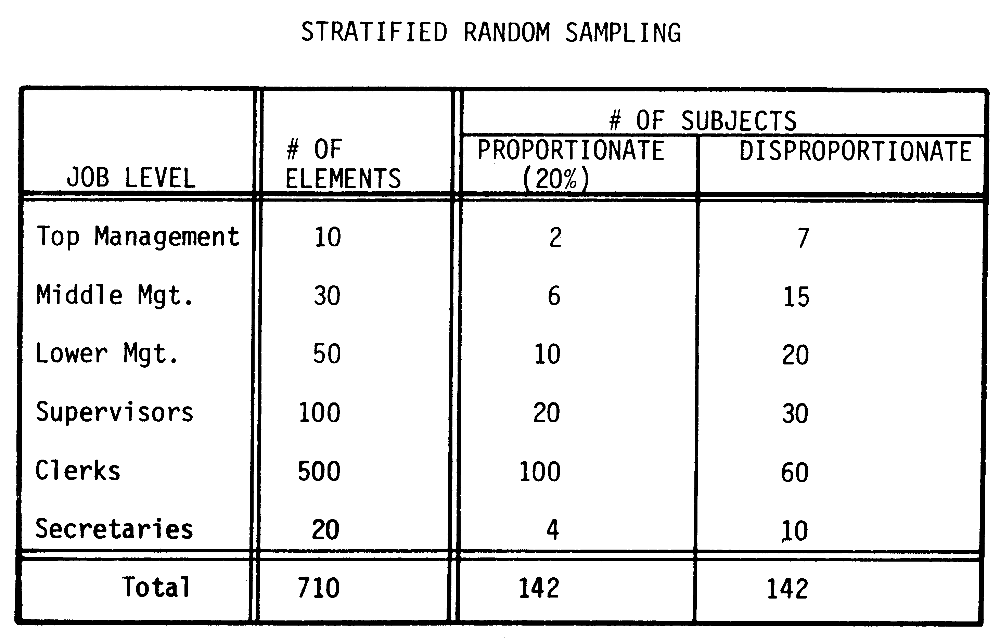 STRATIFIED RANDOM SAMPLING
# OF SUBJECTS
# OF
PROPORTIONATE
DISPROPORTIONATE
JOB LEVEL
ELEMENTS
(20%)
Top Management 10 2 7
Middle Mgt. 30 6 15
Lower Mgt. 50 10 20
Supervisors 100 20 30
Clerks 500 100 60
Secretaries 20 4 10
Total 710 142 142